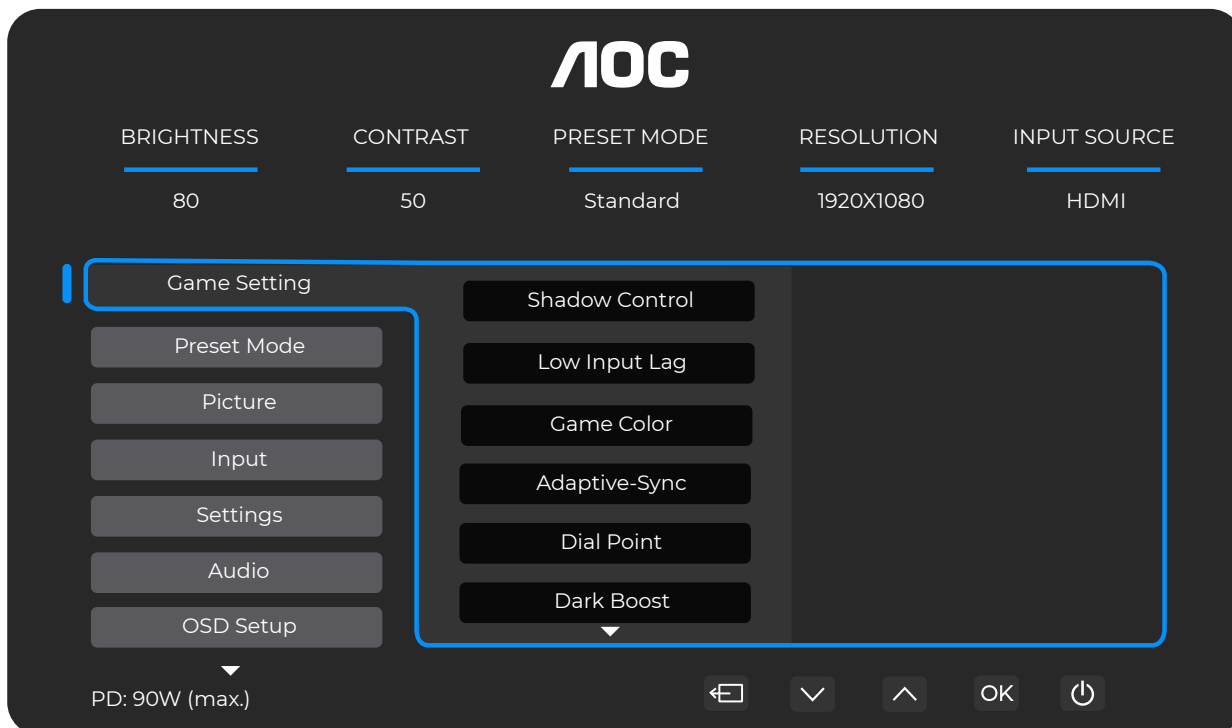 AOC
BRIGHTNESS CONTRAST PRESET MODE RESOLUTION INPUT SOURCE
80 50 Standard 1920X1080 HDMI
Game Setting
Preset Mode
Picture
Input
Settings
Audio
OSD Setup
Shadow Control
Low Input Lag
Game Color
Adaptive-Sync
Dial Point
Dark Boost
PD: 90W (max.)
OK